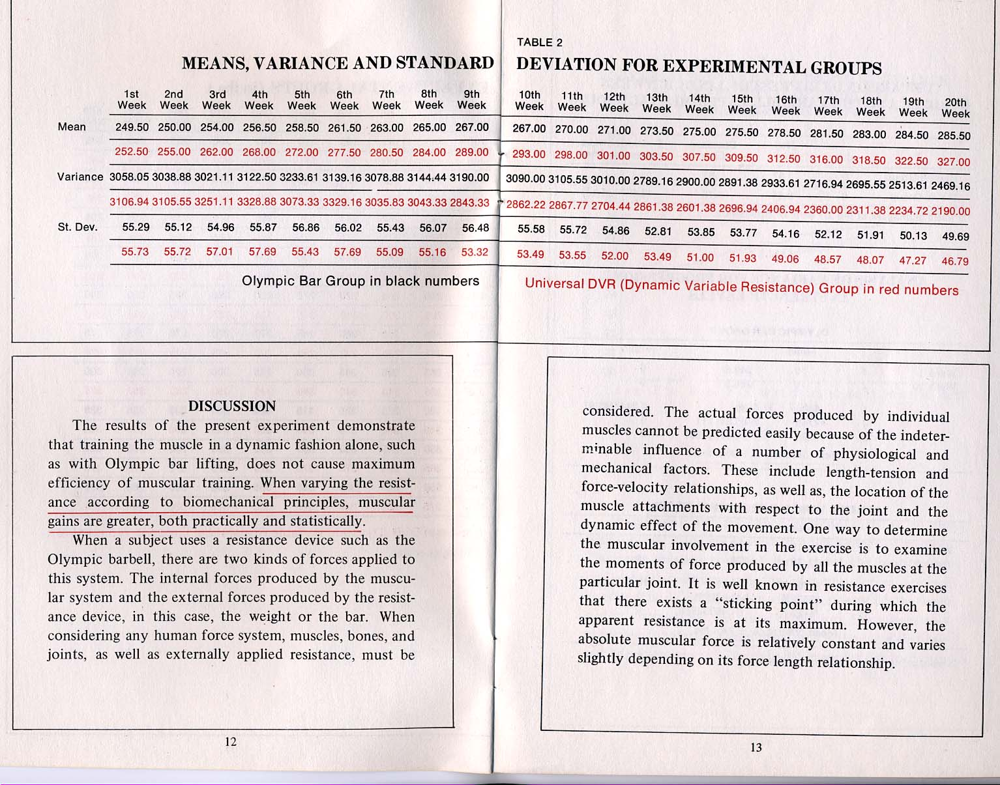 TABLE 2
MEANS, VARIANCE AND STANDARD DEVIATION FOR EXPERIMENTAL GROUPS
1st Week 2nd Week 3rd Week 4th Week 5th Week 6th Week 7th Week 8th Week 9th Week 10th Week 11th Week 12th Week 13th Week 14th Week 15th Week 16th Week 17th Week 18th Week 19th Week 20th Week
Mean 249.50 250.00 254.00 256.50 258.50 261.50 263.00 265.00 267.00 267.00 270.00 271.00 273.50 275.00 275.50 278.50 281.50 283.00 284.50 285.50
252.50 255.00 262.00 268.00 272.00 277.50 280.50 284.00 289.00 293.00 298.00 301.00 303.50 307.50 309.50 312.50 316.00 318.50 322.50 327.00
Variance 3058.05 3038.88 3021.11 3122.50 3233.61 3139.16 3078.88 3144.44 3190.00 3090.00 3105.55 3010.00 2789.16 2900.00 2891.38 2933.61 2716.94 2695.55 2513.61 2469.16
3106.94 3105.55 3251.11 3328.88 3073.33 3329.16 3035.83 3043.33 2843.33 2862.22 2867.77 2704.44 2861.38 2601.38 2696.94 2406.94 2360.00 2311.38 2234.72 2190.00
St. Dev. 55.29 55.12 54.96 55.87 56.86 56.02 55.43 56.07 56.48 55.58 55.72 54.86 52.81 53.85 53.77 54.16 52.12 51.91 50.13 49.69
55.73 55.72 57.01 57.69 55.43 57.69 55.09 55.16 53.32 53.49 53.55 52.00 53.49 51.00 51.93 49.06 48.57 48.07 47.27 46.79
Olympic Bar Group in black numbers
Universal DVR (Dynamic Variable Resistance) Group in red numbers
DISCUSSION
The results of the present experiment demonstrate
that training the muscle in a dynamic fashion alone, such
as with Olympic bar lifting, does not cause maximum
efficiency of muscular training. When varying the resist-
ance according to biomechanical principles, muscular
gains are greater, both practically and statistically.
When a subject uses a resistance device such as the
Olympic barbell, there are two kinds of forces applied to
this system. The internal forces produced by the muscu-
lar system and the external forces produced by the resist-
ance device, in this case, the weight or the bar. When
considering any human force system, muscles, bones, and
joints, as well as externally applied resistance, must be
12
considered. The actual forces produced by individual
muscles cannot be predicted easily because of the indeter-
minable influence of a number of physiological and
mechanical factors. These include length-tension and
force-velocity relationships, as well as, the location of the
muscle attachments with respect to the joint and the
dynamic effect of the movement. One way to determine
the muscular involvement in the exercise is to examine
the moments of force produced by all the muscles at the
particular joint. It is well known in resistance exercises
that there exists a “sticking point” during which the
apparent resistance is at its maximum. However, the
absolute muscular force is relatively constant and varies
slightly depending on its force length relationship.
13